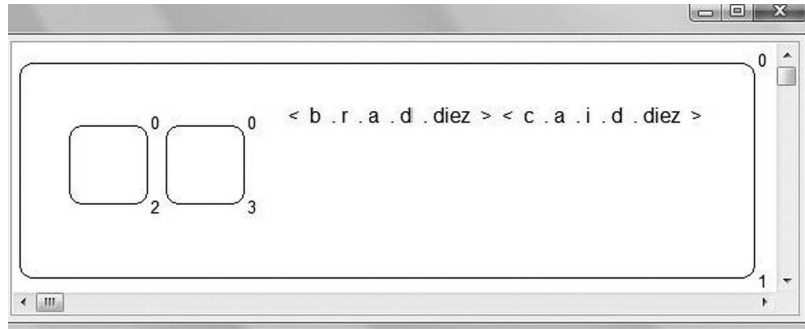 0
0 0 < b . r . a . d . diez > < c . a . i . d . diez >
2 3
1